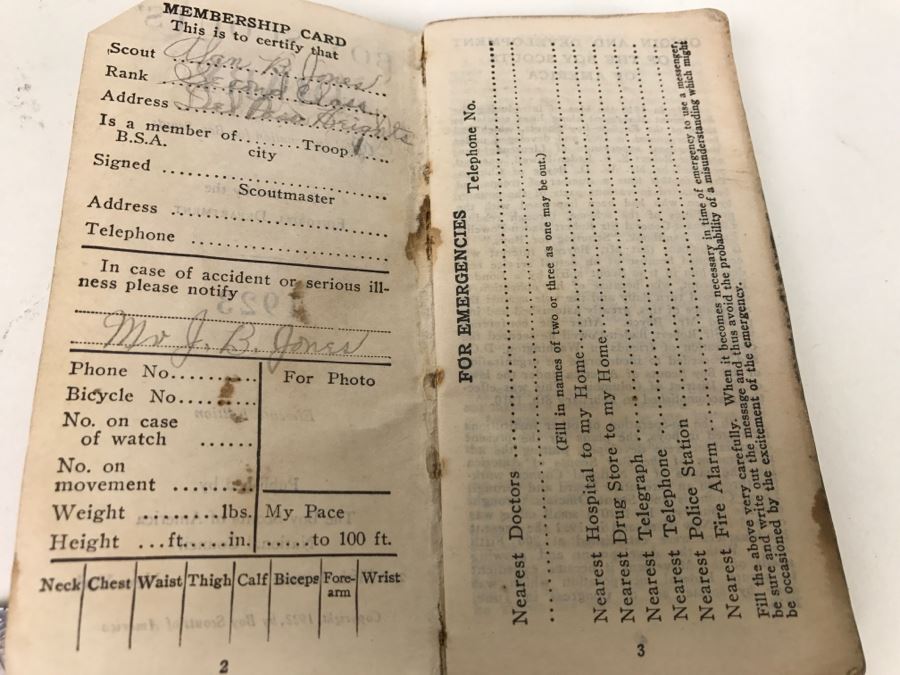 MEMBERSHIP CARD
This is to certify that
Scout Alan B. Jones
Rank Second Class
Address Del Paso Heights
Is a member of........Troop.....
B.S.A. city
Signed ..............................
Scoutmaster
Address ..............................
Telephone ..............................
In case of accident or serious ill-
ness please notify
Mr J. B. Jones
Phone No..........
Bicycle No........
No. on case
of watch ......
No. on
movement .........
Weight ........lbs.
Height ...ft.....in.
For Photo
My Pace
......to 100 ft.
Neck Chest Waist Thigh Calf Biceps Fore-arm Wrist
2
FOR EMERGENCIES
Telephone No.
Nearest Doctors ..............................
(Fill in names of two or three as one may be out.)
Nearest Hospital to my Home..............................
Nearest Drug Store to my Home..............................
Nearest Telegraph ..............................
Nearest Telephone ..............................
Nearest Police Station ..............................
Nearest Fire Alarm ..............................
Fill the above very carefully. When it becomes necessary in time of emergency to use a messenger,
be sure and write out the message and thus avoid the probability of a misunderstanding which might
be occasioned by the excitement of the emergency.
3